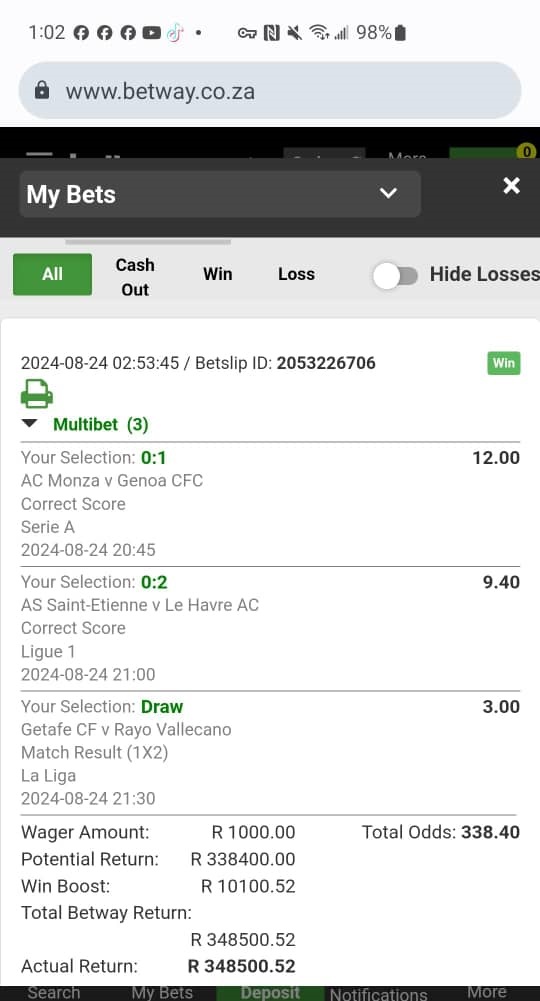 1:02 98%
www.betway.co.za
More 0
My Bets ×
All Cash Out Win Loss Hide Losses
2024-08-24 02:53:45 / Betslip ID: 2053226706 Win
Multibet (3)
Your Selection: 0:1 12.00
AC Monza v Genoa CFC
Correct Score
Serie A
2024-08-24 20:45
Your Selection: 0:2 9.40
AS Saint-Etienne v Le Havre AC
Correct Score
Ligue 1
2024-08-24 21:00
Your Selection: Draw 3.00
Getafe CF v Rayo Vallecano
Match Result (1X2)
La Liga
2024-08-24 21:30
Wager Amount: R 1000.00 Total Odds: 338.40
Potential Return: R 338400.00
Win Boost: R 10100.52
Total Betway Return:
R 348500.52
Actual Return: R 348500.52
Search My Bets Deposit Notifications More